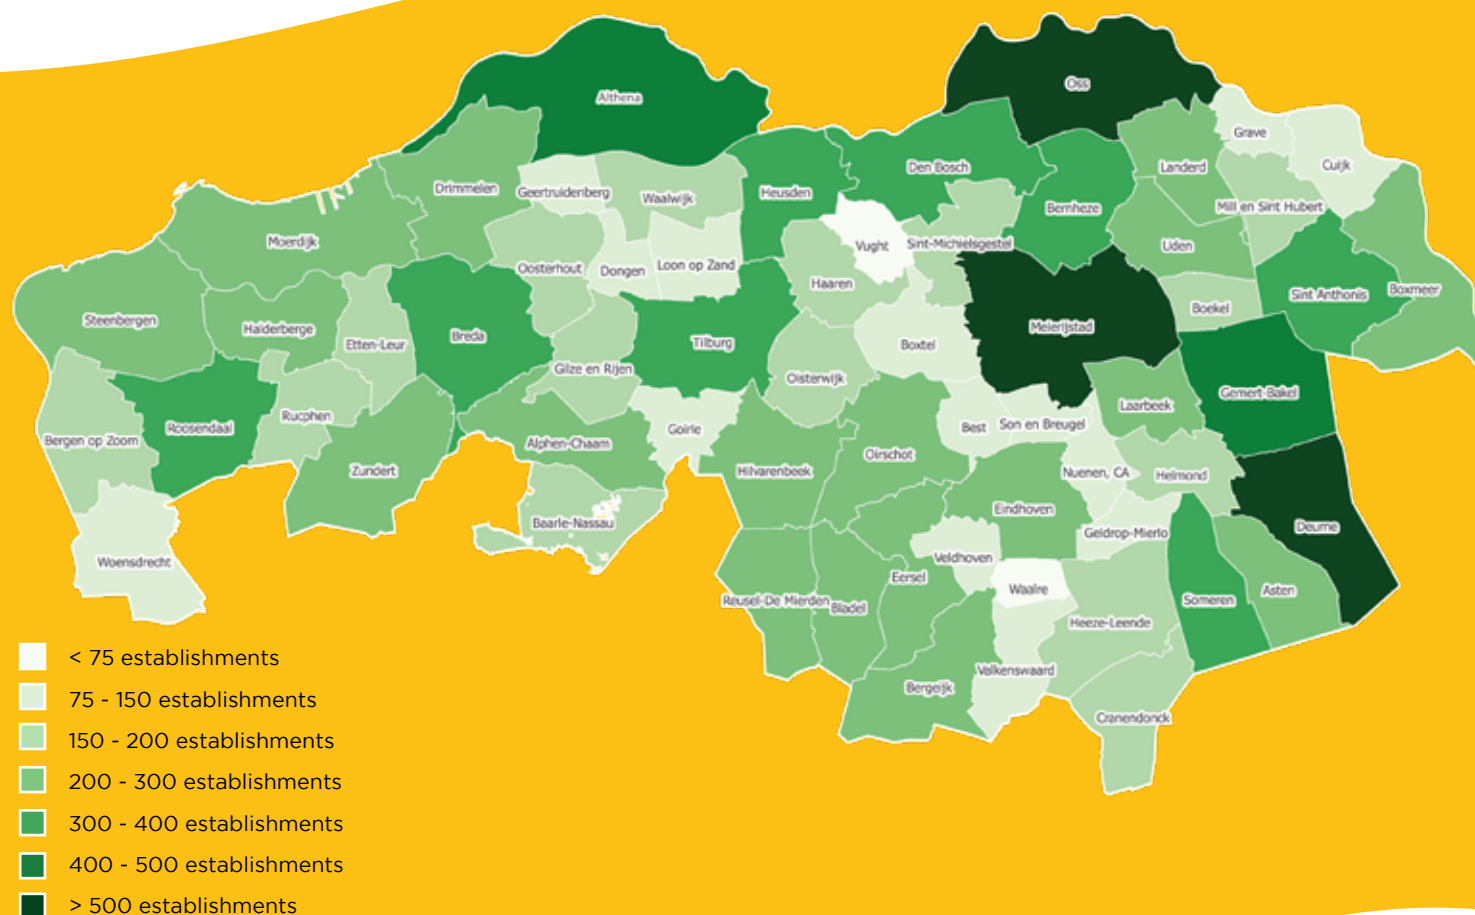 Oss
Althena
Grave
Cuijk
Landerd
Den Bosch
Drimmelen
Geertruidenberg
Waalwijk
Heusden
Bernheze
Mill en Sint Hubert
Moerdijk
Vught
Sint-Michielsgestel
Uden
Oosterhout
Dongen
Loon op Zand
Haaren
Boxmeer
Sint Anthonis
Boekel
Steenbergen
Halderberge
Etten-Leur
Breda
Tilburg
Boxtel
Meierijstad
Gilze en Rijen
Oisterwijk
Gemert-Bakel
Laarbeek
Rucphen
Roosendaal
Bergen op Zoom
Goirle
Best
Son en Breugel
Alphen-Chaam
Oirschot
Zundert
Hilvarenbeek
Nuenen, CA
Helmond
Eindhoven
Baarle-Nassau
Deurne
Geldrop-Mierlo
Woensdrecht
Veldhoven
Eersel
Waalre
Asten
Reusel-De Mierden
Bladel
Someren
Heeze-Leende
Valkenswaard
Bergeijk
Cranendonck
< 75 establishments
75 - 150 establishments
150 - 200 establishments
200 - 300 establishments
300 - 400 establishments
400 - 500 establishments
> 500 establishments